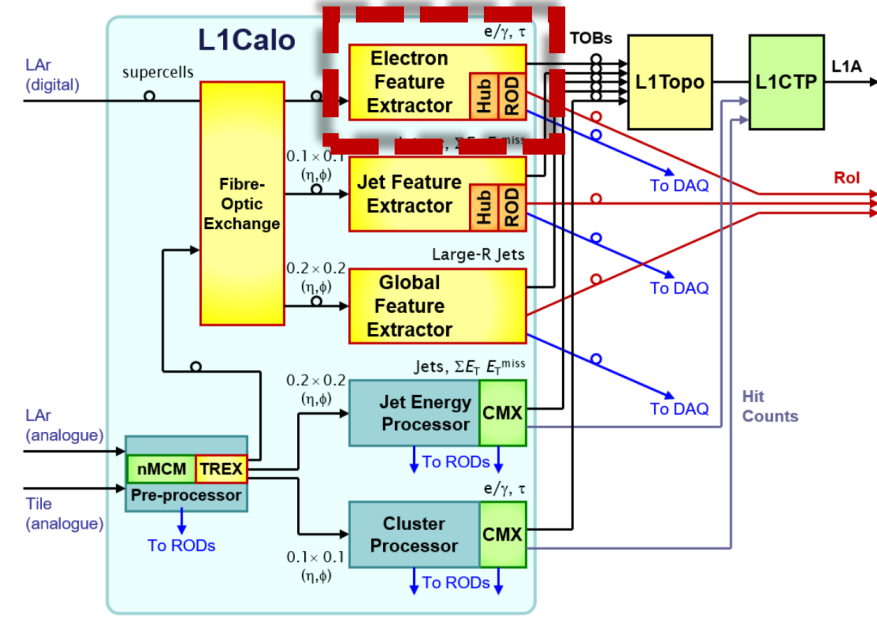 L1Calo
e/γ, τ
TOBs
LAr
(digital)
supercells
Electron
Feature
Extractor
Hub
ROD
L1Topo
L1CTP
L1A
0.1 × 0.1
(η,ϕ)
Fibre-
Optic
Exchange
Jet Feature
Extractor
Hub
ROD
To DAQ
RoI
0.2 × 0.2
(η,ϕ)
Large-R Jets
Global
Feature
Extractor
To DAQ
Jets, ΣET ETmiss
0.2 × 0.2
(η,ϕ)
Jet Energy
Processor
CMX
To RODs
To DAQ
Hit
Counts
LAr
(analogue)
nMCM
TREX
Pre-processor
Tile
(analogue)
To RODs
e/γ, τ
Cluster
Processor
CMX
0.1 × 0.1
(η,ϕ)
To RODs